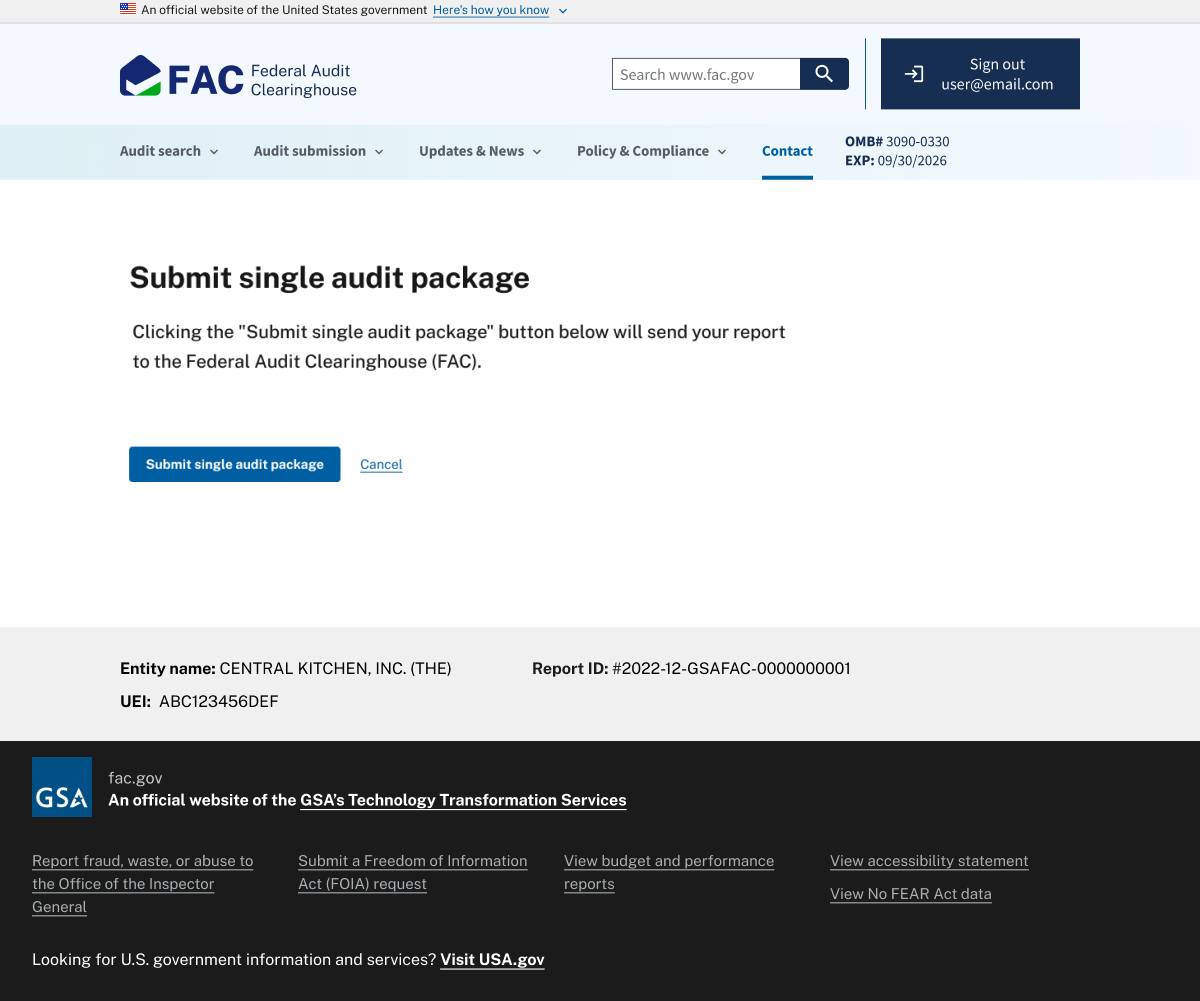 An official website of the United States government Here's how you know
FAC Federal Audit
Clearinghouse
Search www.fac.gov
Sign out
user@email.com
Audit search
Audit submission
Updates & News
Policy & Compliance
Contact
OMB# 3090-0330
EXP: 09/30/2026
Submit single audit package
Clicking the "Submit single audit package" button below will send your report
to the Federal Audit Clearinghouse (FAC).
Submit single audit package
Cancel
Entity name: CENTRAL KITCHEN, INC. (THE)
Report ID: #2022-12-GSAFAC-0000000001
UEI: ABC123456DEF
GSA
fac.gov
An official website of the GSA's Technology Transformation Services
Report fraud, waste, or abuse to
the Office of the Inspector
General
Submit a Freedom of Information
Act (FOIA) request
View budget and performance
reports
View accessibility statement
View No FEAR Act data
Looking for U.S. government information and services? Visit USA.gov